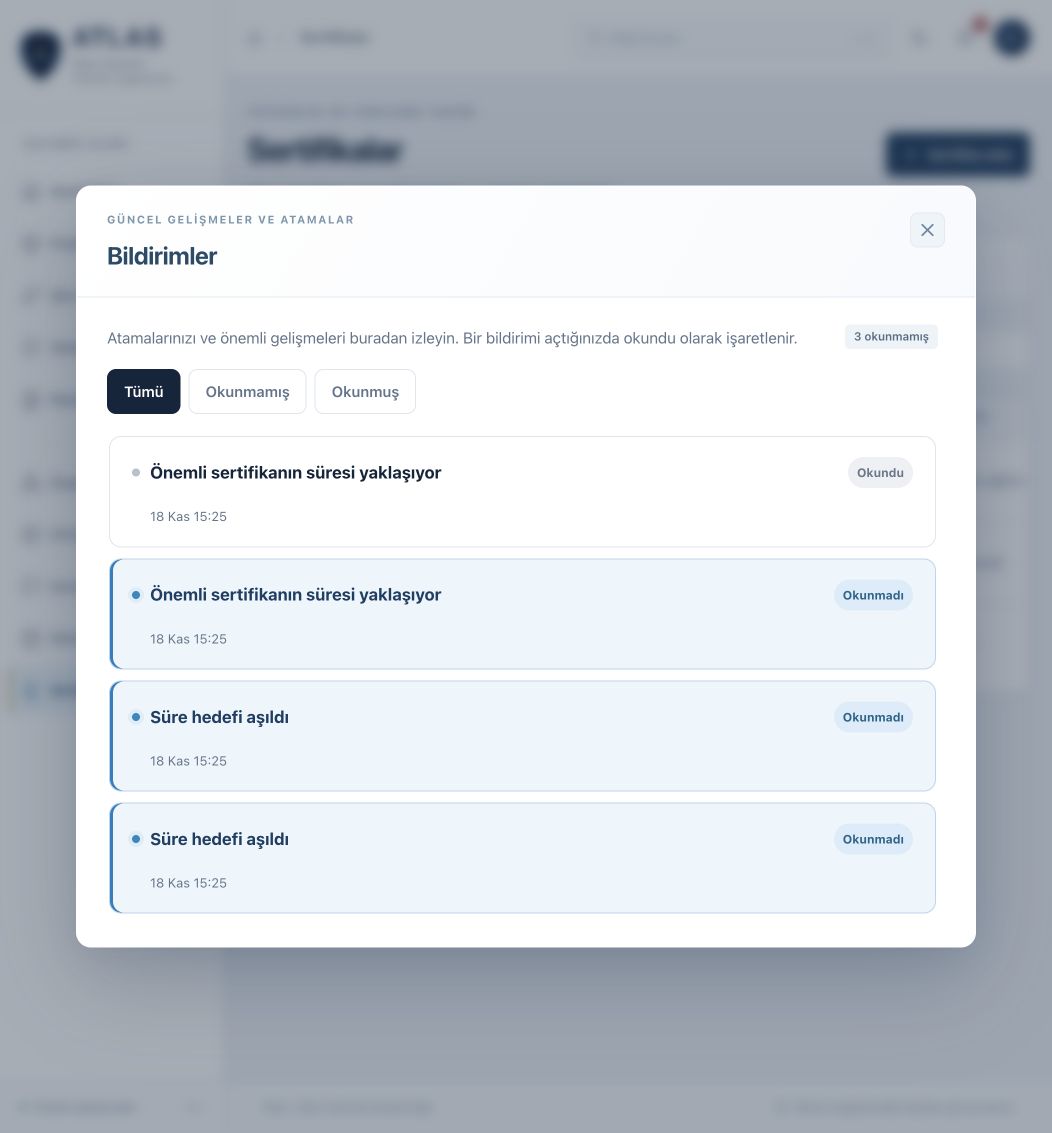 ATLAS
Sertifikalar
GÜNCEL GELİŞMELER VE ATAMALAR
Bildirimler
Atamalarınızı ve önemli gelişmeleri buradan izleyin. Bir bildirimi açtığınızda okundu olarak işaretlenir.
3 okunmamış
Tümü
Okunmamış
Okunmuş
Önemli sertifikanın süresi yaklaşıyor
Okundu
18 Kas 15:25
Önemli sertifikanın süresi yaklaşıyor
Okunmadı
18 Kas 15:25
Süre hedefi aşıldı
Okunmadı
18 Kas 15:25
Süre hedefi aşıldı
Okunmadı
18 Kas 15:25